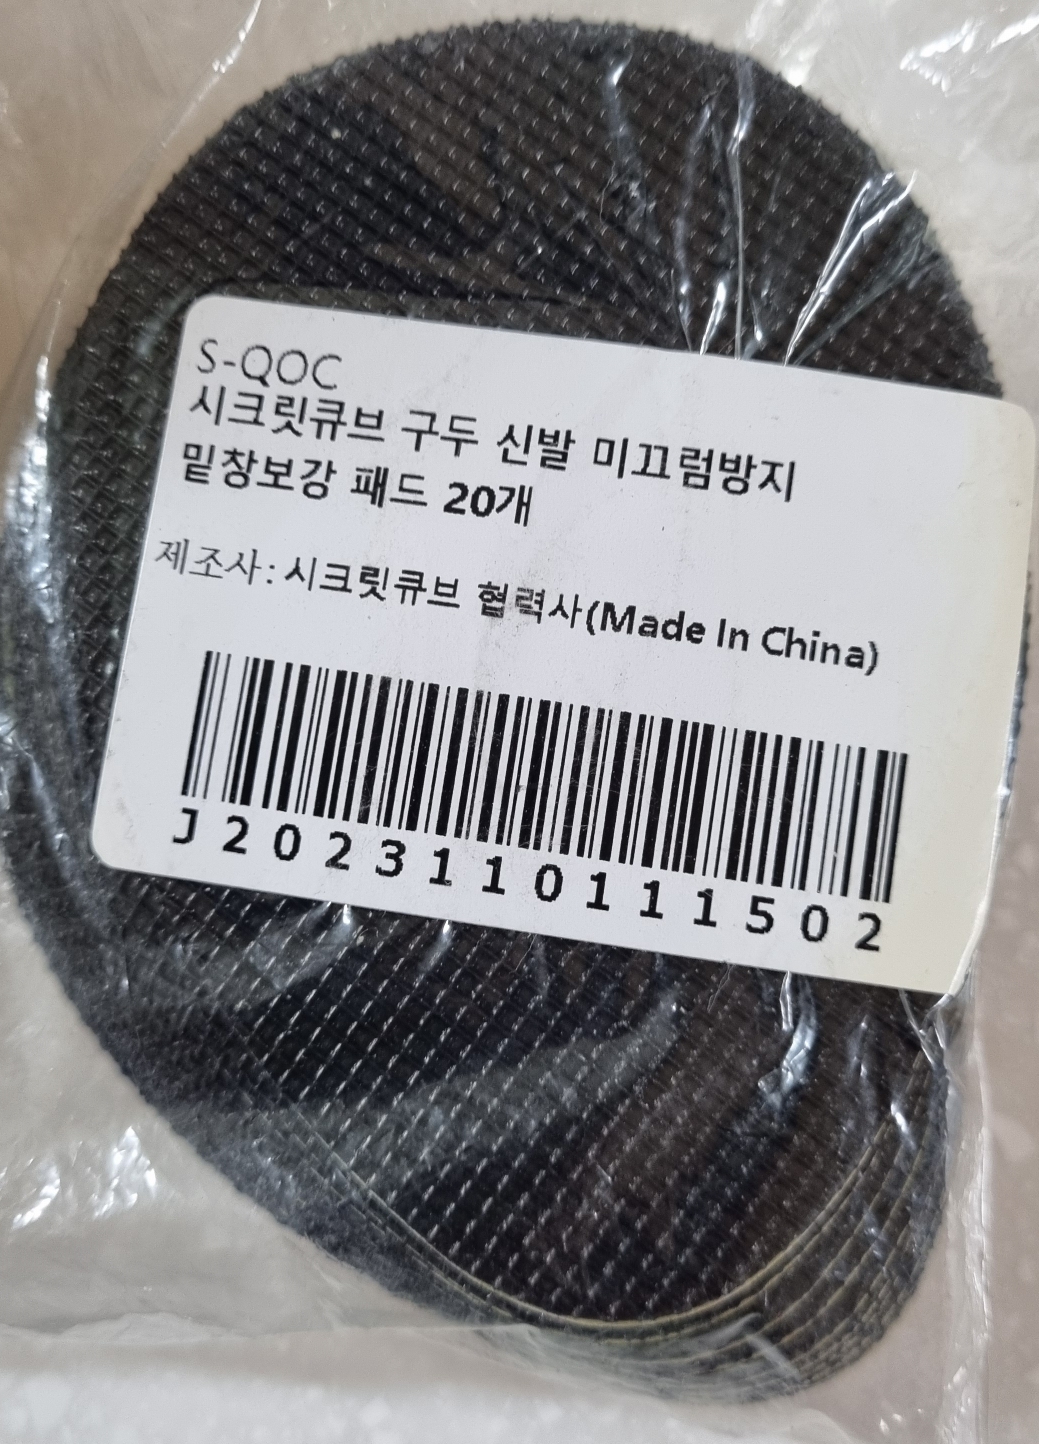 S-QOC
시크릿큐브 구두 신발 미끄럼방지
밑창보강 패드 20개
제조사: 시크릿큐브 협력사(Made In China)
J20231101111502